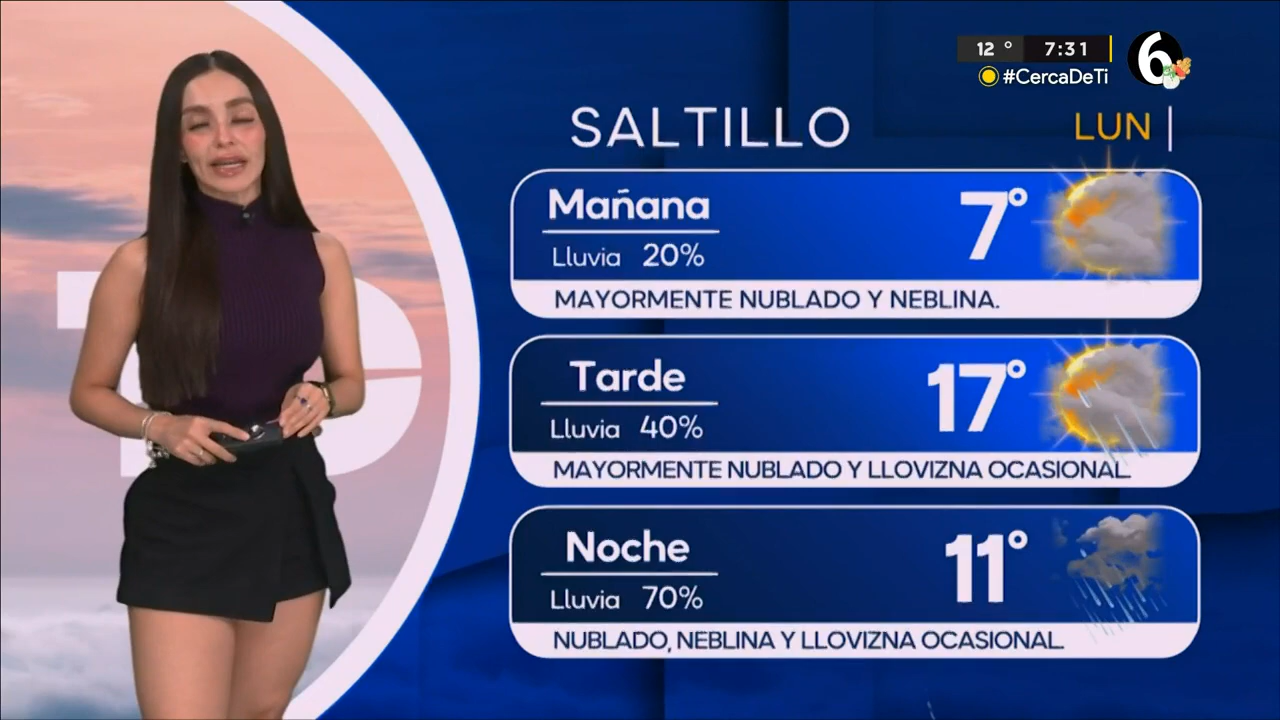 12 ° 7:31
6
#CercaDeTi
SALTILLO
LUN
Mañana
7°
Lluvia 20%
MAYORMENTE NUBLADO Y NEBLINA.
Tarde
17°
Lluvia 40%
MAYORMENTE NUBLADO Y LLOVIZNA OCASIONAL.
Noche
11°
Lluvia 70%
NUBLADO, NEBLINA Y LLOVIZNA OCASIONAL.